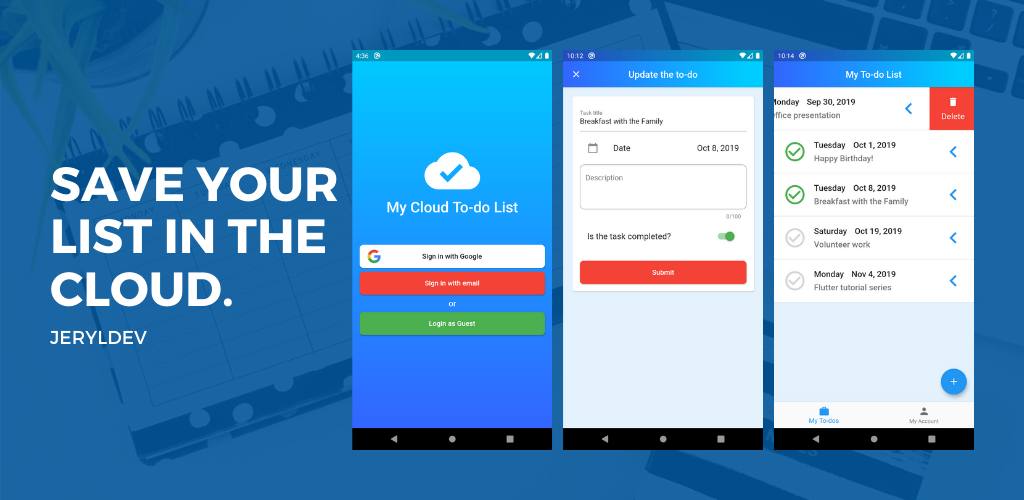 SAVE YOUR
LIST IN THE
CLOUD.
JERYLDEV
4:36
My Cloud To-do List
Sign in with Google
Sign in with email
or
Login as Guest
10:12
Update the to-do
Task title
Breakfast with the Family
Date Oct 8, 2019
Description
0/100
Is the task completed?
Submit
10:14
My To-do List
Monday Sep 30, 2019
ffice presentation
Delete
Tuesday Oct 1, 2019
Happy Birthday!
Tuesday Oct 8, 2019
Breakfast with the Family
Saturday Oct 19, 2019
Volunteer work
Monday Nov 4, 2019
Flutter tutorial series
+
My To-dos My Account